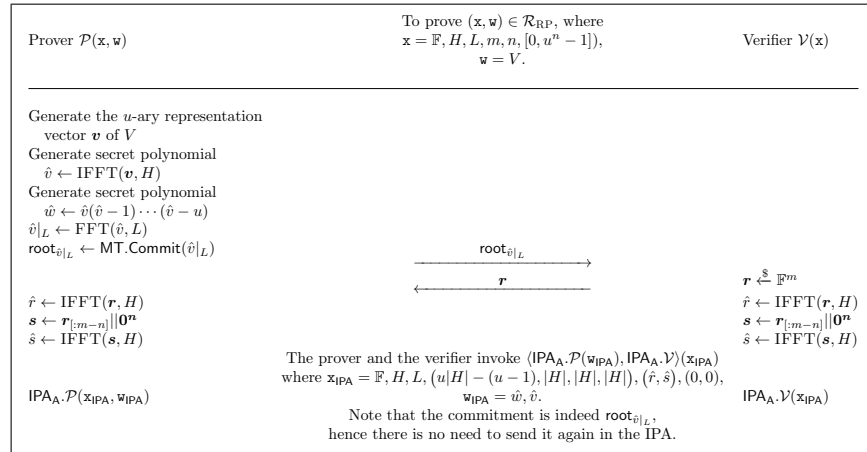 Prover 𝒫(𝕩, 𝕨)
To prove (𝕩, 𝕨) ∈ ℛ_RP, where
𝕩 = 𝔽, H, L, m, n, [0, u^n − 1]),
𝕨 = V.
Verifier 𝒱(𝕩)
Generate the u-ary representation
vector v of V
Generate secret polynomial
v̂ ← IFFT(v, H)
Generate secret polynomial
ŵ ← v̂(v̂ − 1) ⋯ (v̂ − u)
v̂|_L ← FFT(v̂, L)
root_{v̂|_L} ← MT.Commit(v̂|_L)
root_{v̂|_L}
r
r ←$ 𝔽^m
r̂ ← IFFT(r, H)
r̂ ← IFFT(r, H)
s ← r_{[:m−n]}||0^n
s ← r_{[:m−n]}||0^n
ŝ ← IFFT(s, H)
ŝ ← IFFT(s, H)
The prover and the verifier invoke ⟨IPA_A.𝒫(𝕨_IPA), IPA_A.𝒱⟩(𝕩_IPA)
where 𝕩_IPA = 𝔽, H, L, (u|H| − (u − 1), |H|, |H|, |H|), (r̂, ŝ), (0, 0),
IPA_A.𝒫(𝕩_IPA, 𝕨_IPA)
𝕨_IPA = ŵ, v̂.
IPA_A.𝒱(𝕩_IPA)
Note that the commitment is indeed root_{v̂|_L},
hence there is no need to send it again in the IPA.